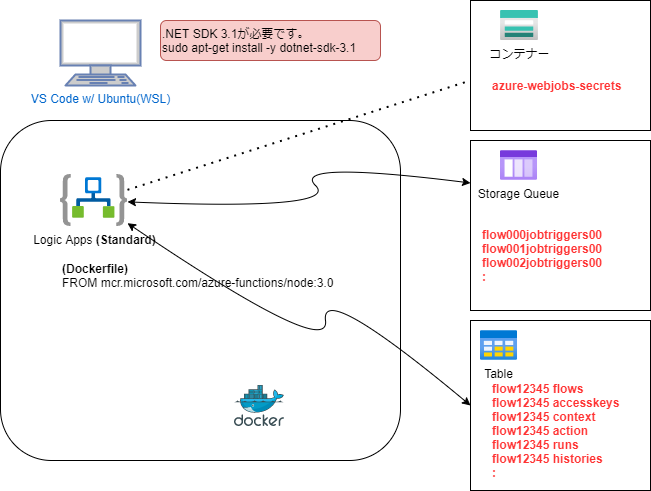 .NET SDK 3.1が必要です。
sudo apt-get install -y dotnet-sdk-3.1
VS Code w/ Ubuntu(WSL)
コンテナー
azure-webjobs-secrets
Logic Apps (Standard)
(Dockerfile)
FROM mcr.microsoft.com/azure-functions/node:3.0
docker
Storage Queue
flow000jobtriggers00
flow001jobtriggers00
flow002jobtriggers00
:
Table
flow12345 flows
flow12345 accesskeys
flow12345 context
flow12345 action
flow12345 runs
flow12345 histories
: